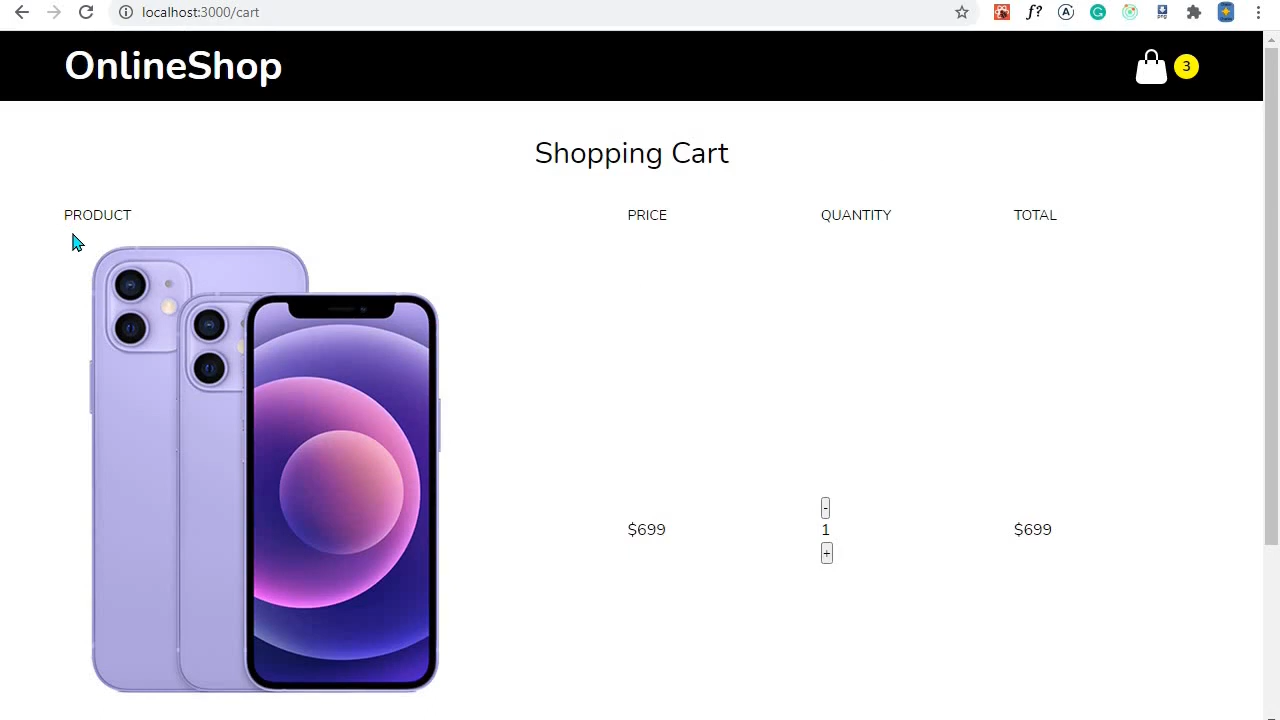 localhost:3000/cart
f?
OnlineShop
3
Shopping Cart
PRODUCT PRICE QUANTITY TOTAL
-
$699 1 $699
+